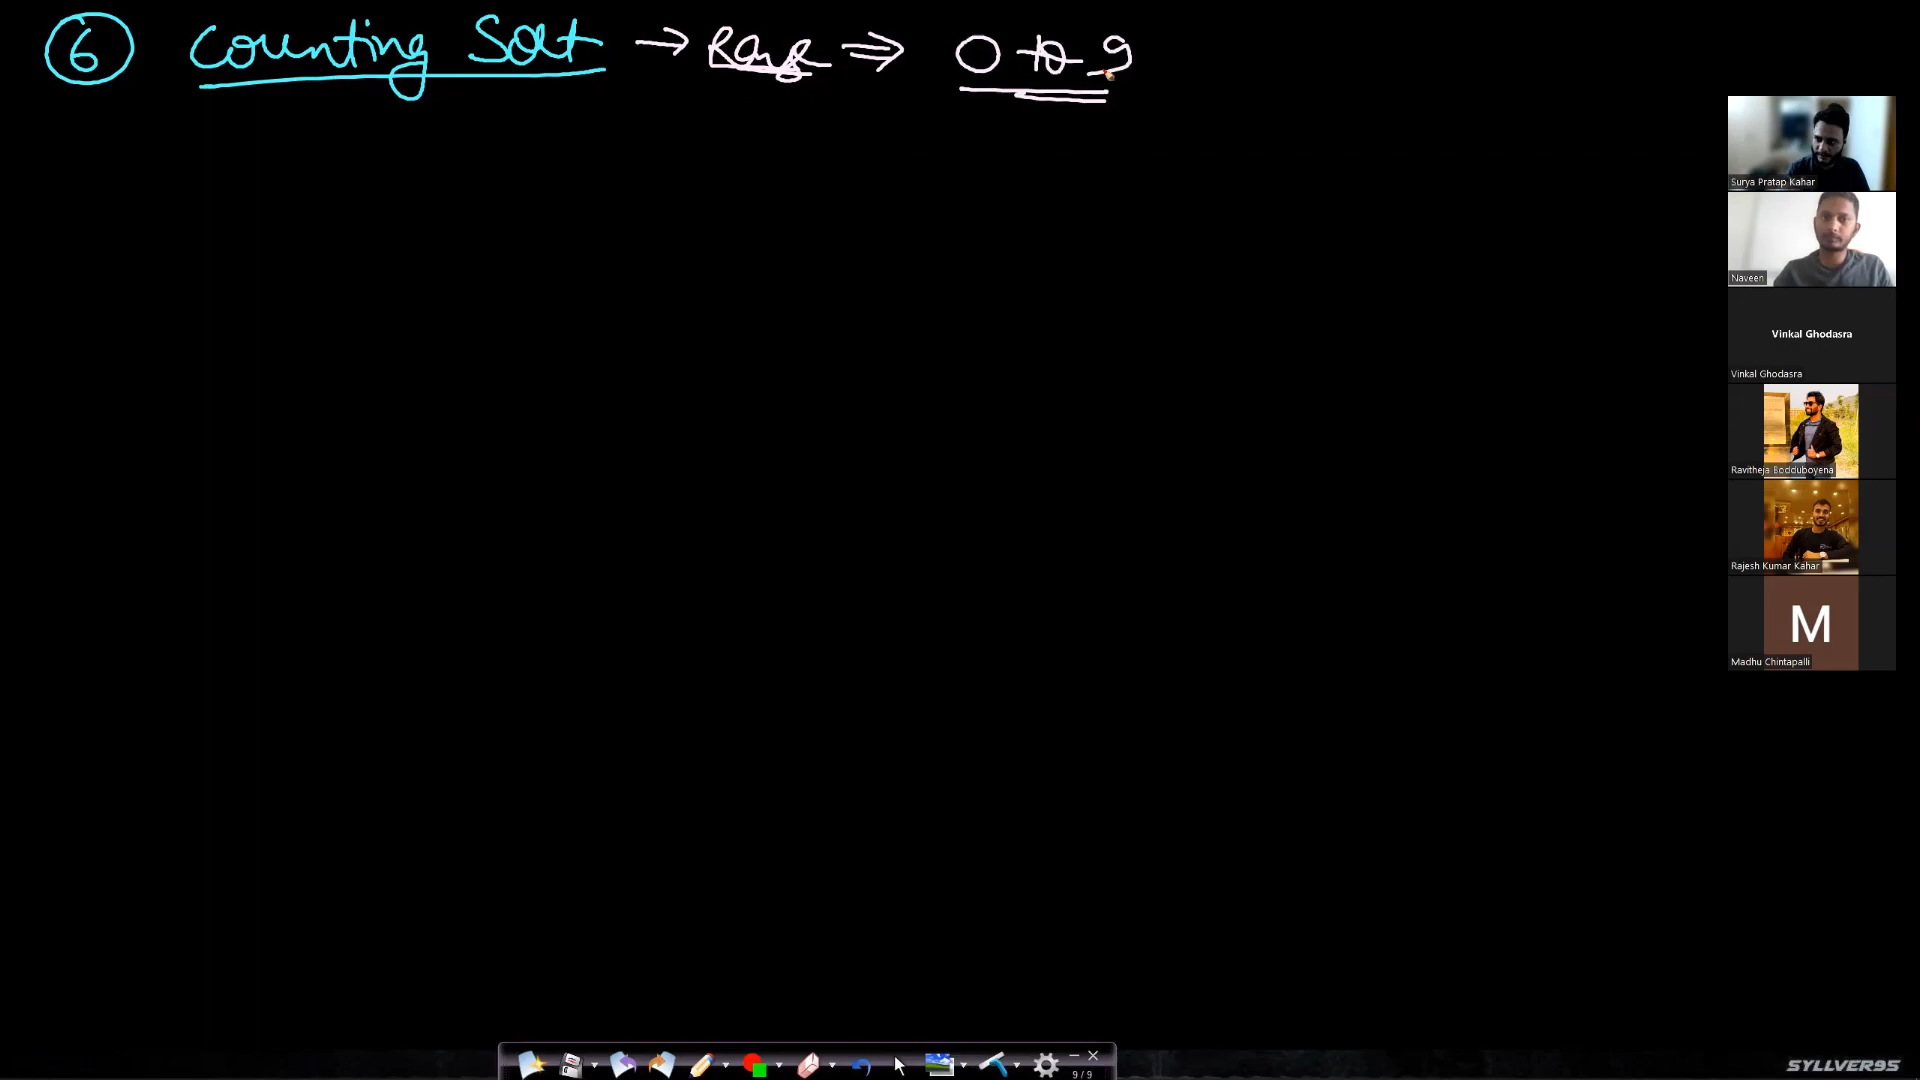 6 Counting Sort → Range ⇒ 0 to 9
Surya Pratap Kahar
Naveen
Vinkal Ghodasra
Vinkal Ghodasra
Ravitheja Bodduboyena
Rajesh Kumar Kahar
M
Madhu Chintapalli
9 / 9
SYLLVER95